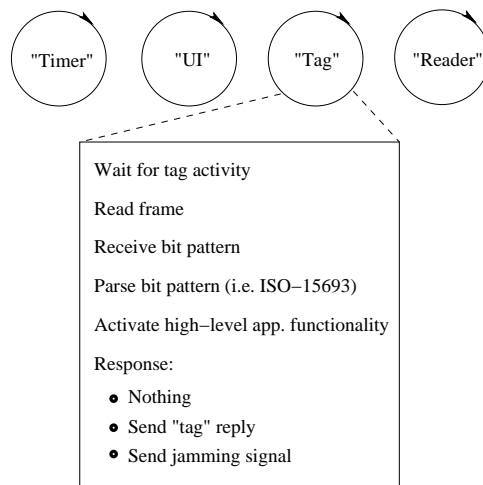 "Timer" "UI" "Tag" "Reader"
Wait for tag activity
Read frame
Receive bit pattern
Parse bit pattern (i.e. ISO−15693)
Activate high−level app. functionality
Response:
Nothing
Send "tag" reply
Send jamming signal